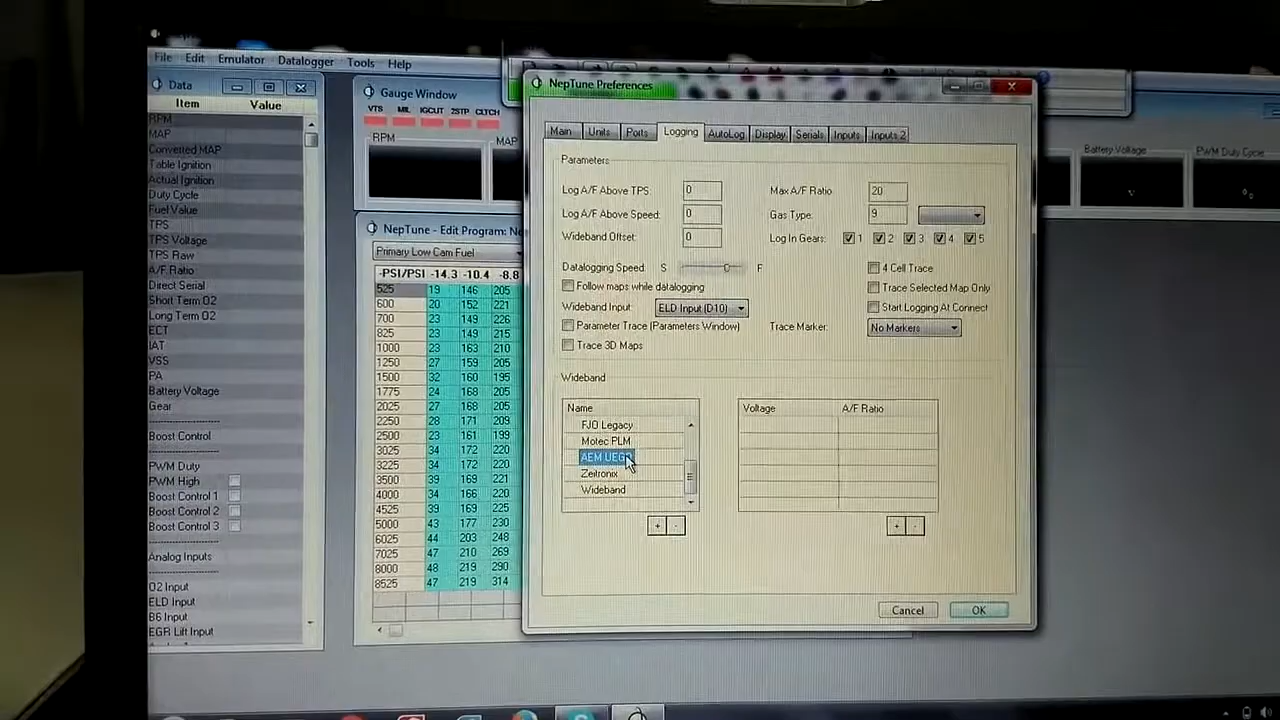 File Edit Emulator Datalogger Tools Help
Data
Item Value
RPM
MAP
Converted MAP
Table Ignition
Actual Ignition
Duty Cycle
Fuel Value
TPS
TPS Voltage
TPS Raw
A/F Ratio
Direct Serial
Short Term O2
Long Term O2
ECT
IAT
VSS
PA
Battery Voltage
Gear
Boost Control
PWM Duty
PWM High
Boost Control 1
Boost Control 2
Boost Control 3
Analog Inputs
O2 Input
ELD Input
B6 Input
EGR Lift Input
Gauge Window
VTS MIL IGCUT 2STP CLTCH
RPM MAP
Battery Voltage PWM Duty Cycle
NepTune - Edit Program:
Primary Low Cam Fuel
-PSI/PSI -14.3 -10.4 -8.8
525 19 146 205
600 20 152 221
700 23 149 226
825 23 149 215
1000 23 163 210
1250 27 159 205
1500 32 160 195
1775 24 168 205
2025 27 168 205
2250 28 171 209
2500 23 161 199
3025 34 172 220
3225 34 172 220
3500 39 169 221
4000 34 166 220
4525 39 169 225
5000 43 177 230
6025 44 203 248
7025 47 210 269
8000 48 219 290
8525 47 219 314
NepTune Preferences
Main Units Ports Logging AutoLog Display Serials Inputs Inputs 2
Parameters
Log A/F Above TPS: 0 Max A/F Ratio 20
Log A/F Above Speed: 0 Gas Type: 9
Wideband Offset: 0 Log In Gears: 1 2 3 4 5
Datalogging Speed S F 4 Cell Trace
Follow maps while datalogging Trace Selected Map Only
Wideband Input: ELD Input (D10) Start Logging At Connect
Parameter Trace (Parameters Window) Trace Marker: No Markers
Trace 3D Maps
Wideband
Name Voltage A/F Ratio
FJO Legacy
Motec PLM
AEM UEGO
Zeitronix
Wideband
+ - + -
Cancel OK